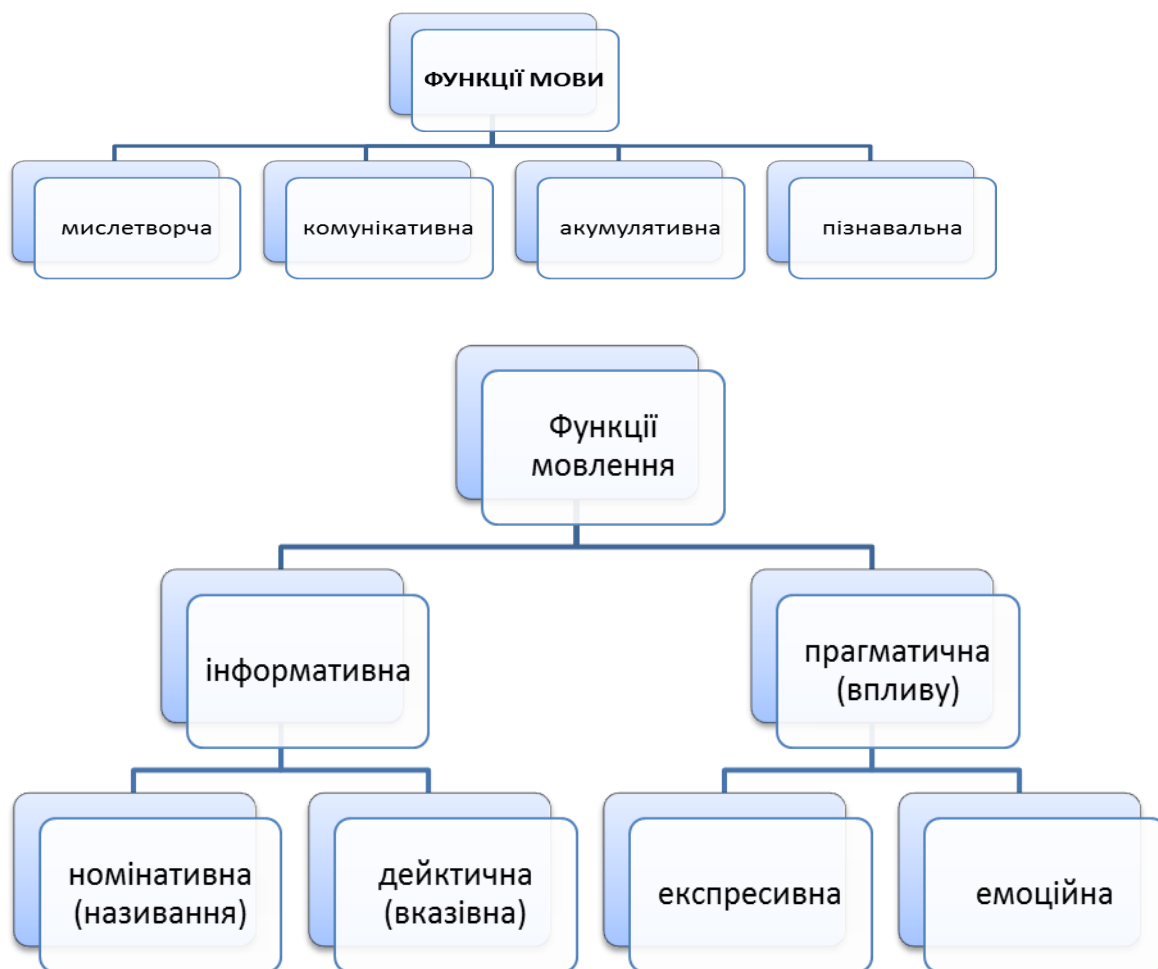 ФУНКЦІЇ МОВИ
мислетворча
комунікативна
акумулятивна
пізнавальна
Функції
мовлення
інформативна
прагматична
(впливу)
номінативна
(називання)
дейктична
(вказівна)
експресивна
емоційна